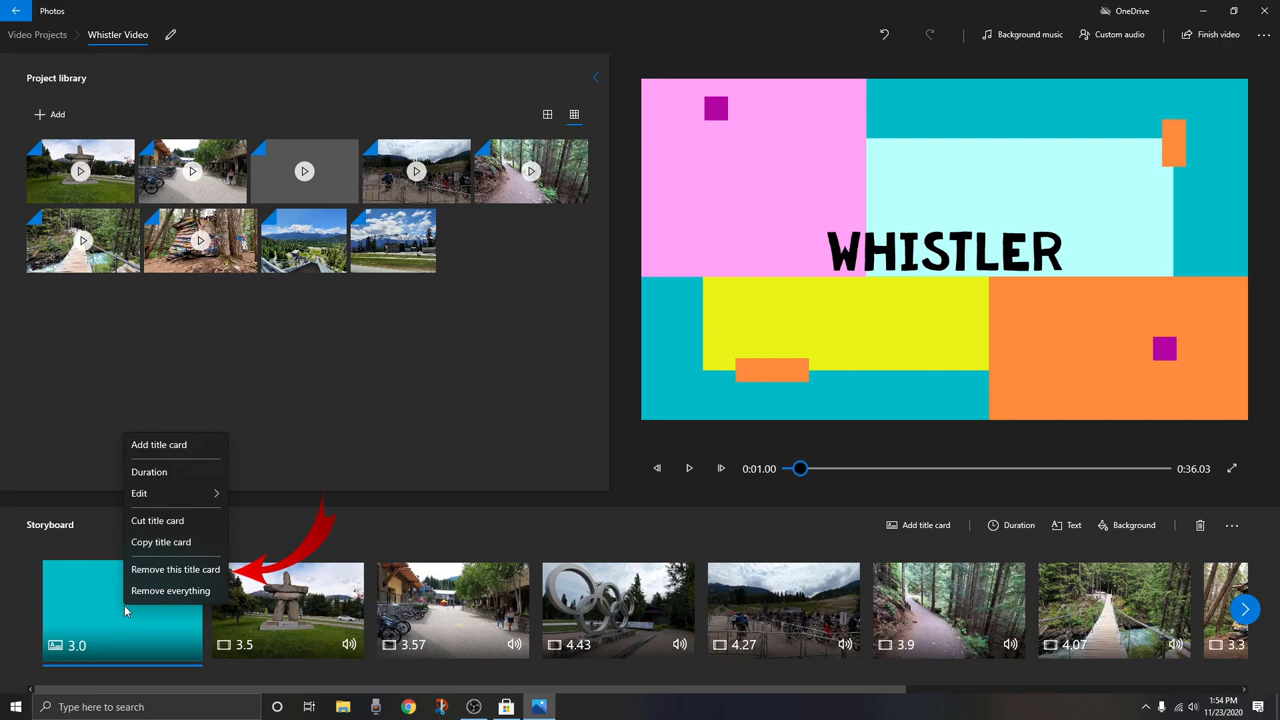 Photos
OneDrive
Video Projects
Whistler Video
Background music
Custom audio
Finish video
Project library
Add
WHISTLER
0:01.00
0:36.03
Add title card
Duration
Edit
Cut title card
Copy title card
Remove this title card
Remove everything
Storyboard
Add title card
Duration
Text
Background
3.0
3.5
3.57
4.43
4.27
3.9
4.07
3.3
Type here to search
1:54 PM
11/23/2020